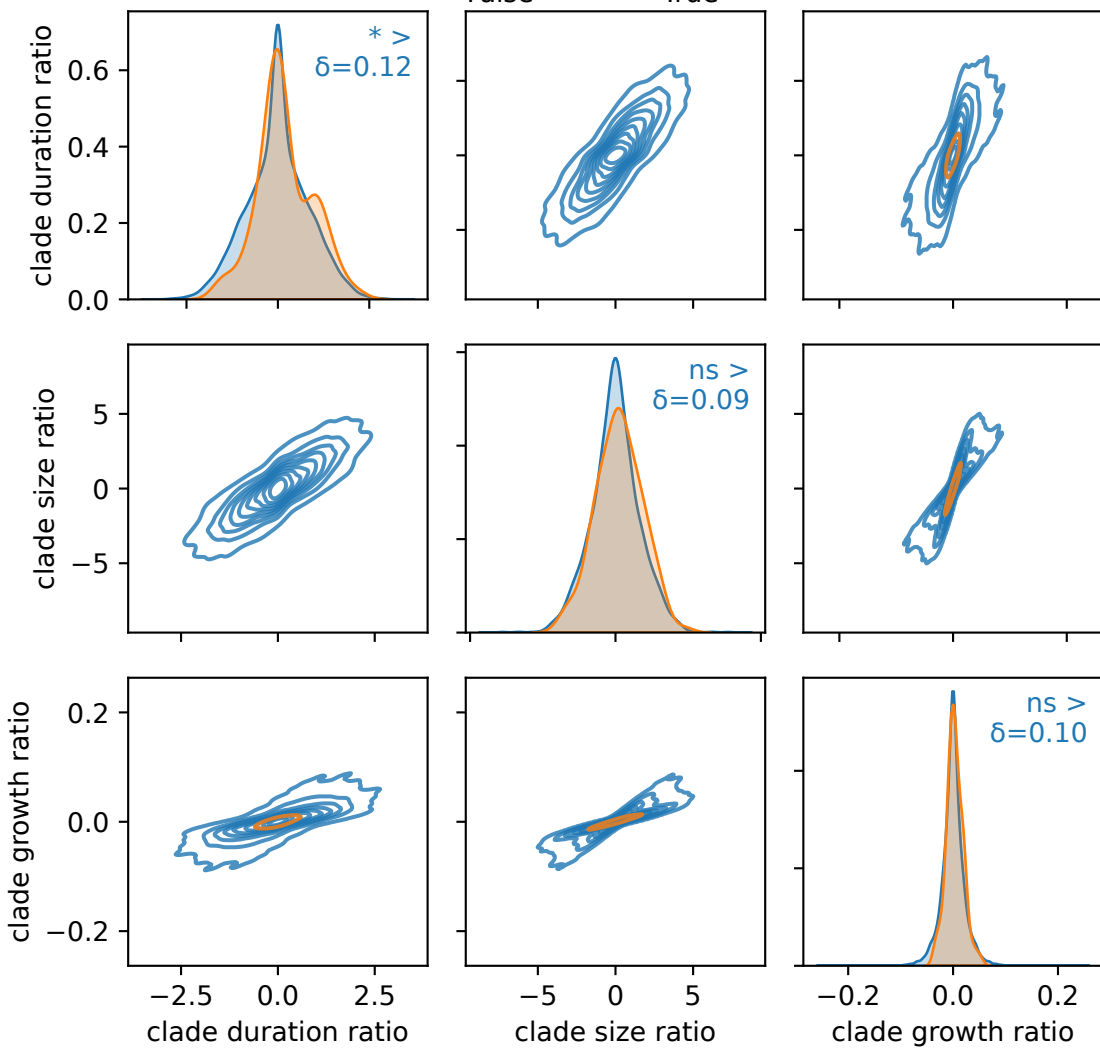 clade duration ratio
0.6
0.4
0.2
0.0
* >
δ=0.12
clade size ratio
5
0
−5
ns >
δ=0.09
clade growth ratio
0.2
0.0
−0.2
ns >
δ=0.10
−2.5 0.0 2.5
−5 0 5
−0.2 0.0 0.2
clade duration ratio
clade size ratio
clade growth ratio